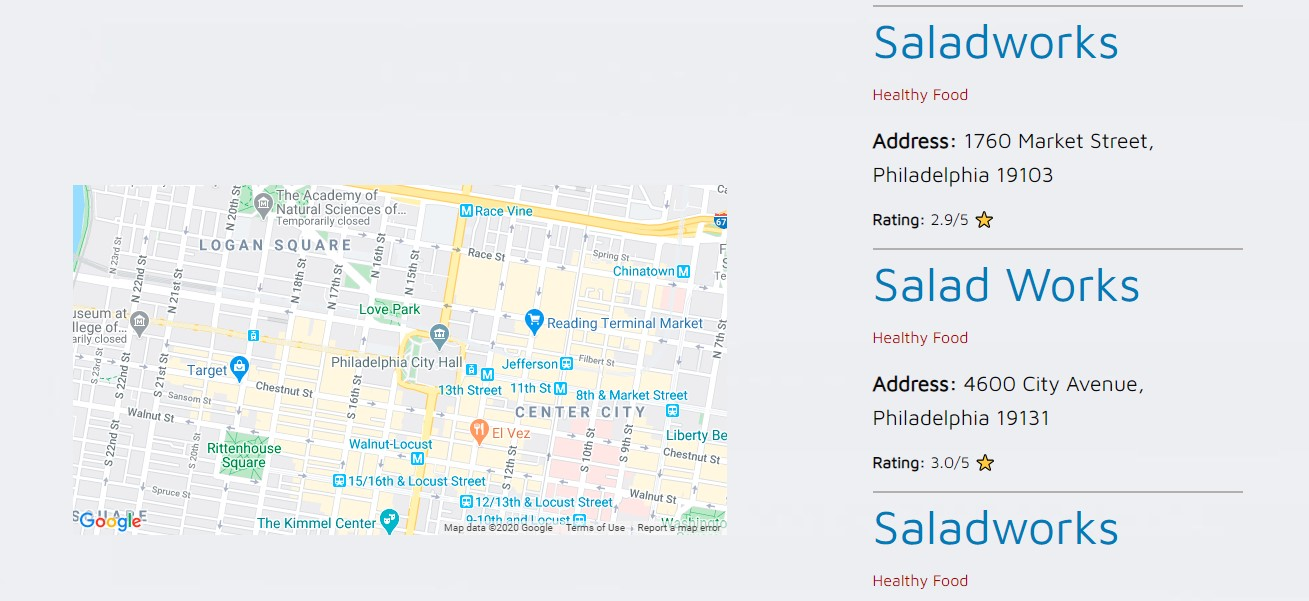 Saladworks
Healthy Food
Address: 1760 Market Street,
Philadelphia 19103
Rating: 2.9/5
Salad Works
Healthy Food
Address: 4600 City Avenue,
Philadelphia 19131
Rating: 3.0/5
Saladworks
Healthy Food
The Academy of
Natural Sciences of...
Temporarily closed
N 20th St
Race Vine
LOGAN SQUARE
N 23rd St
N 22nd St
N 21st St
N 18th St
N 17th St
N 16th St
N 15th St
Race St
Spring St
Chinatown
Love Park
Reading Terminal Market
N 7th St
useum at
llege of...
arily closed
Philadelphia City Hall
Jefferson
Filbert St
Target
S 23rd St
S 22nd St
S 21st St
Chestnut St
13th Street
11th St
8th & Market Street
Sansom St
S 16th St
CENTER CITY
Walnut St
El Vez
Liberty Be
S 22nd St
S 20th St
Rittenhouse
Square
Walnut-Locust
S 12th St
S 10th St
S 9th St
Chestnut St
15/16th & Locust Street
Spruce St
12/13th & Locust Street
Walnut St
9-10th and Locust
Google
The Kimmel Center
Map data ©2020 Google
Terms of Use
Report a map error